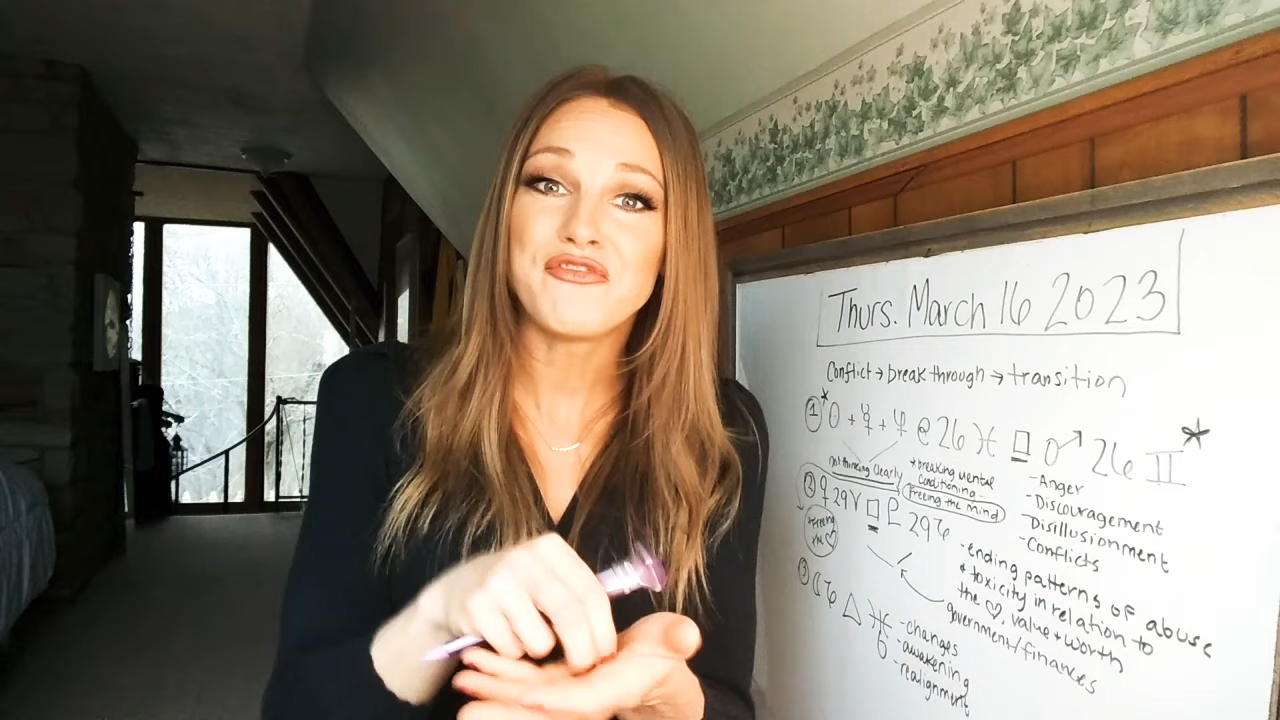 Thurs. March 16 2023
Conflict → break through → transition
① *☉ + ☿ + ♆ @ 26 ♓ □ ♂ 26 ♊ *
not thinking clearly
*breaking mental
conditioning -
Freeing the mind
- Anger
- Discouragement
- Disillusionment
- Conflicts
② ♀ 29 ♈ □ ♇ 29 ♑
*Freeing
the ♡
- ending patterns of abuse
+ toxicity in relation to
the ♡, value + worth
government/finances
③ ☾ ♑ △ ♅
- changes
- awakening
- realignment